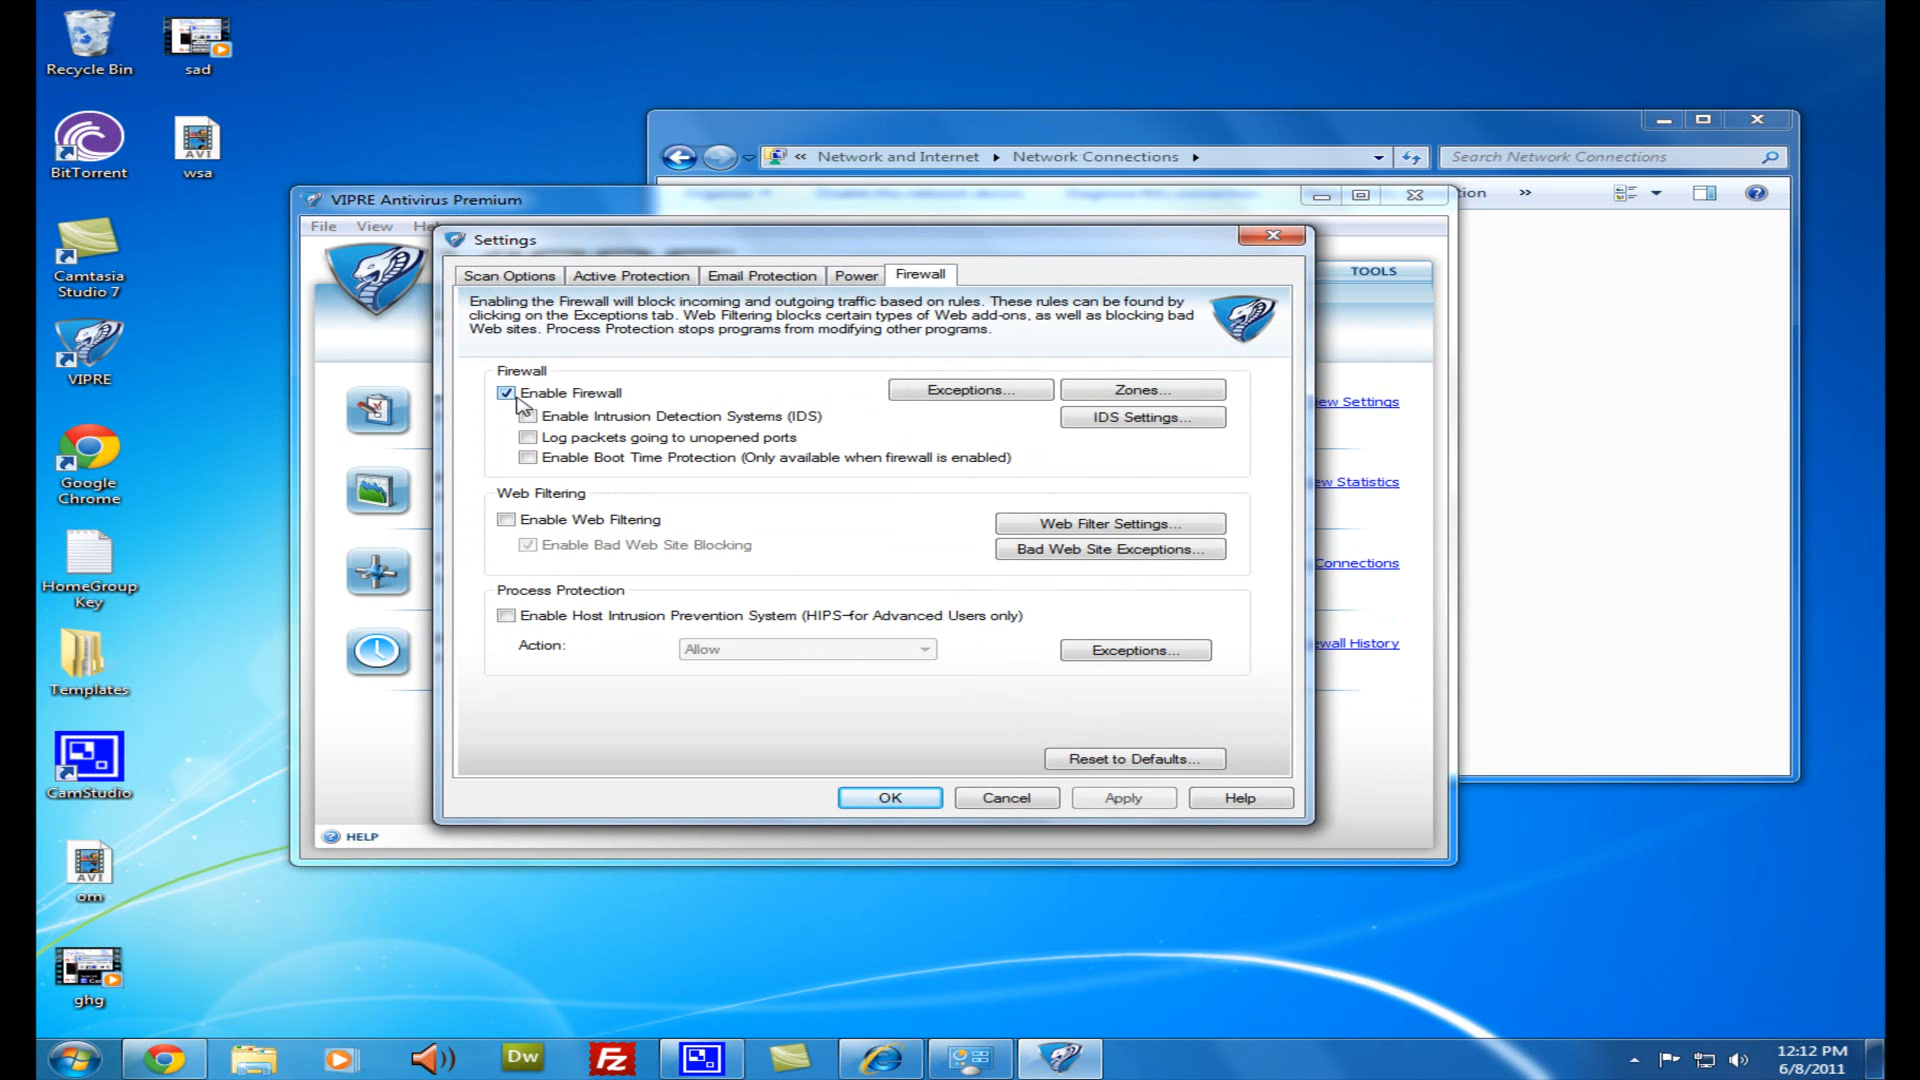 Recycle Bin
sad
BitTorrent
AVI
wsa
Camtasia
Studio 7
VIPRE
Google
Chrome
HomeGroup
Key
Templates
CamStudio
AVI
om
ghg
« Network and Internet ▸ Network Connections ▸
Search Network Connections
tion »
VIPRE Antivirus Premium
File View He
TOOLS
ew Settings
ew Statistics
Connections
ewall History
HELP
Settings
Scan Options Active Protection Email Protection Power Firewall
Enabling the Firewall will block incoming and outgoing traffic based on rules. These rules can be found by
clicking on the Exceptions tab. Web Filtering blocks certain types of Web add-ons, as well as blocking bad
Web sites. Process Protection stops programs from modifying other programs.
Firewall
Enable Firewall Exceptions... Zones...
Enable Intrusion Detection Systems (IDS) IDS Settings...
Log packets going to unopened ports
Enable Boot Time Protection (Only available when firewall is enabled)
Web Filtering
Enable Web Filtering Web Filter Settings...
Enable Bad Web Site Blocking Bad Web Site Exceptions...
Process Protection
Enable Host Intrusion Prevention System (HIPS-for Advanced Users only)
Action: Allow Exceptions...
Reset to Defaults...
OK Cancel Apply Help
Dw
Fz
12:12 PM
6/8/2011